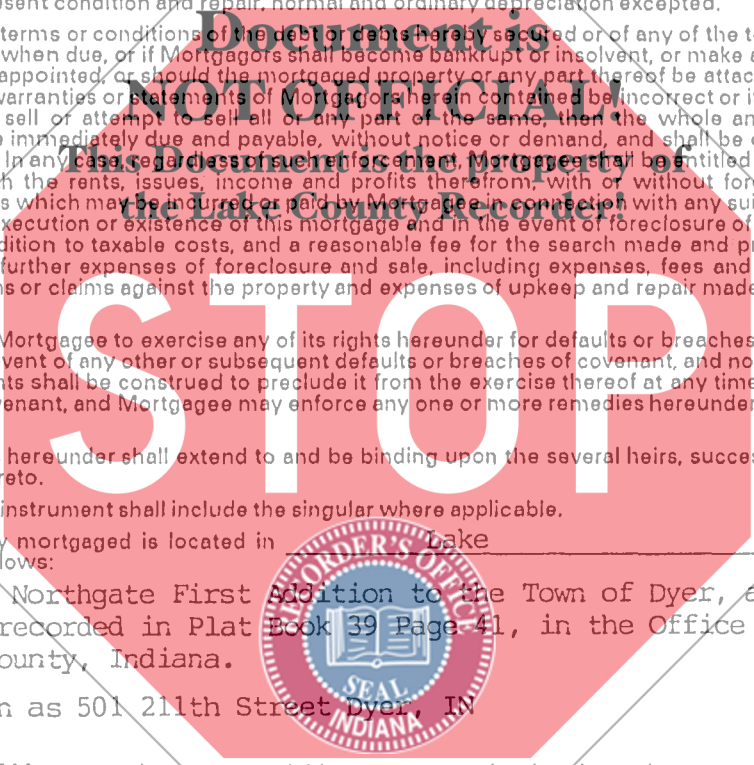 sent condition and repair, normal and ordinary depreciation excepted.
Document is
terms or conditions of the debt or debts hereby secured or of any of the t
when due, or if Mortgagors shall become bankrupt or insolvent, or make a
NOT OFFICIAL!
appointed, or should the mortgaged property or any part thereof be attac
warranties or statements of Mortgagors herein contained be incorrect or i
sell or attempt to sell all or any part of the same, then the whole am
e immediately due and payable, without notice or demand, and shall be
This Document is the property of
In any case, regardless of such enforcement, Mortgagee shall be entitled
h the rents, issues, income and profits therefrom, with or without for
the Lake County Recorder!
s which may be incurred or paid by Mortgagee in connection with any sui
xecution or existence of this mortgage and in the event of foreclosure of
dition to taxable costs, and a reasonable fee for the search made and p
further expenses of foreclosure and sale, including expenses, fees and
ns or claims against the property and expenses of upkeep and repair made
STOP
Mortgagee to exercise any of its rights hereunder for defaults or breaches
vent of any other or subsequent defaults or breaches of covenant, and no
nts shall be construed to preclude it from the exercise thereof at any time
venant, and Mortgagee may enforce any one or more remedies hereunder
hereunder shall extend to and be binding upon the several heirs, succes
reto.
instrument shall include the singular where applicable.
y mortgaged is located in Lake
lows:
Northgate First Addition to the Town of Dyer, a
recorded in Plat Book 39 Page 41, in the Office
ounty, Indiana.
n as 501 211th Street Dyer, IN
RECORDER'S OFFICE
SEAL
INDIANA